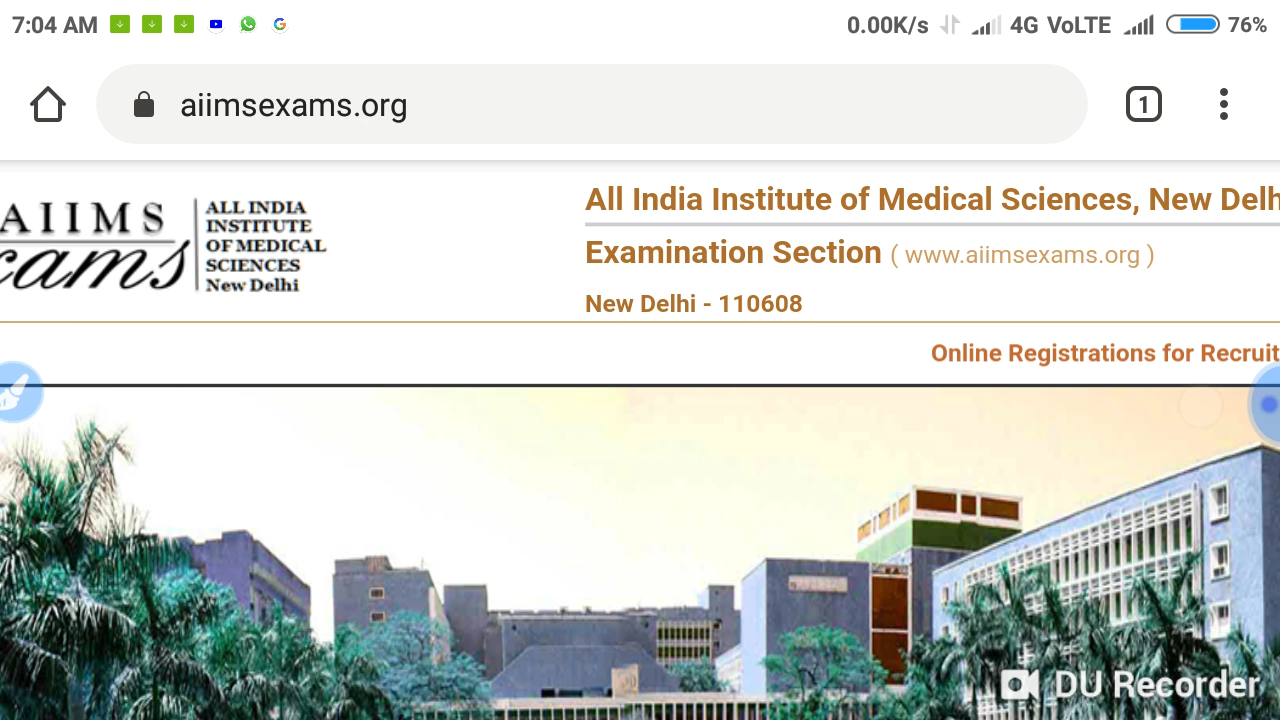 7:04 AM
0.00K/s 4G VoLTE 76%
aiimsexams.org
1
AIIMS
ams
ALL INDIA
INSTITUTE
OF MEDICAL
SCIENCES
New Delhi
All India Institute of Medical Sciences, New Delh
Examination Section ( www.aiimsexams.org )
New Delhi - 110608
Online Registrations for Recruit
DU Recorder